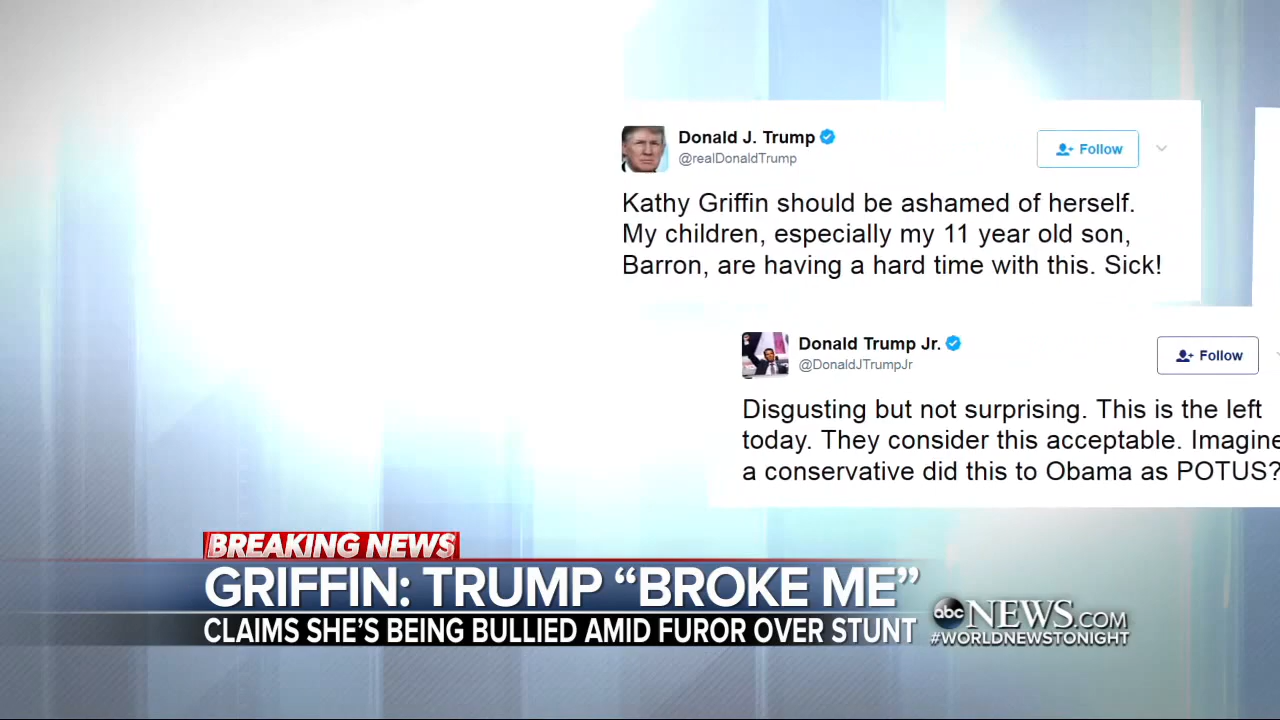 Donald J. Trump
@realDonaldTrump
Follow
Kathy Griffin should be ashamed of herself.
My children, especially my 11 year old son,
Barron, are having a hard time with this. Sick!
Donald Trump Jr.
@DonaldJTrumpJr
Follow
Disgusting but not surprising. This is the left
today. They consider this acceptable. Imagine
a conservative did this to Obama as POTUS?
BREAKING NEWS
GRIFFIN: TRUMP “BROKE ME”
CLAIMS SHE'S BEING BULLIED AMID FUROR OVER STUNT
abc NEWS.COM
#WORLDNEWSTONIGHT